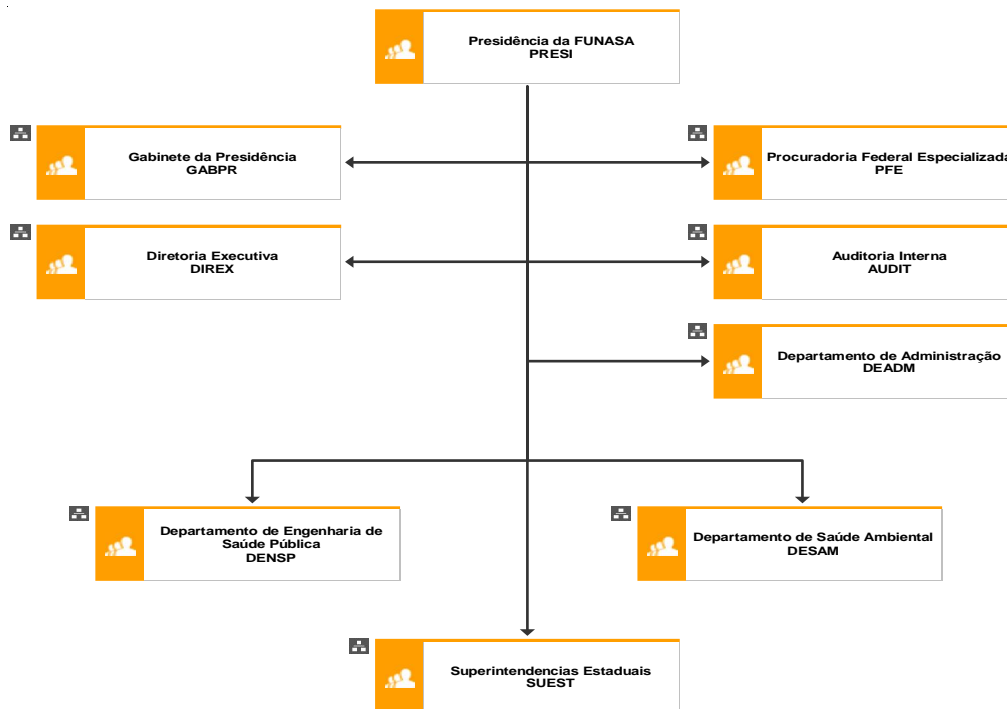 Presidência da FUNASA
PRESI
Gabinete da Presidência
GABPR
Procuradoria Federal Especializada
PFE
Diretoria Executiva
DIREX
Auditoria Interna
AUDIT
Departamento de Administração
DEADM
Departamento de Engenharia de
Saúde Pública
DENSP
Departamento de Saúde Ambiental
DESAM
Superintendencias Estaduais
SUEST